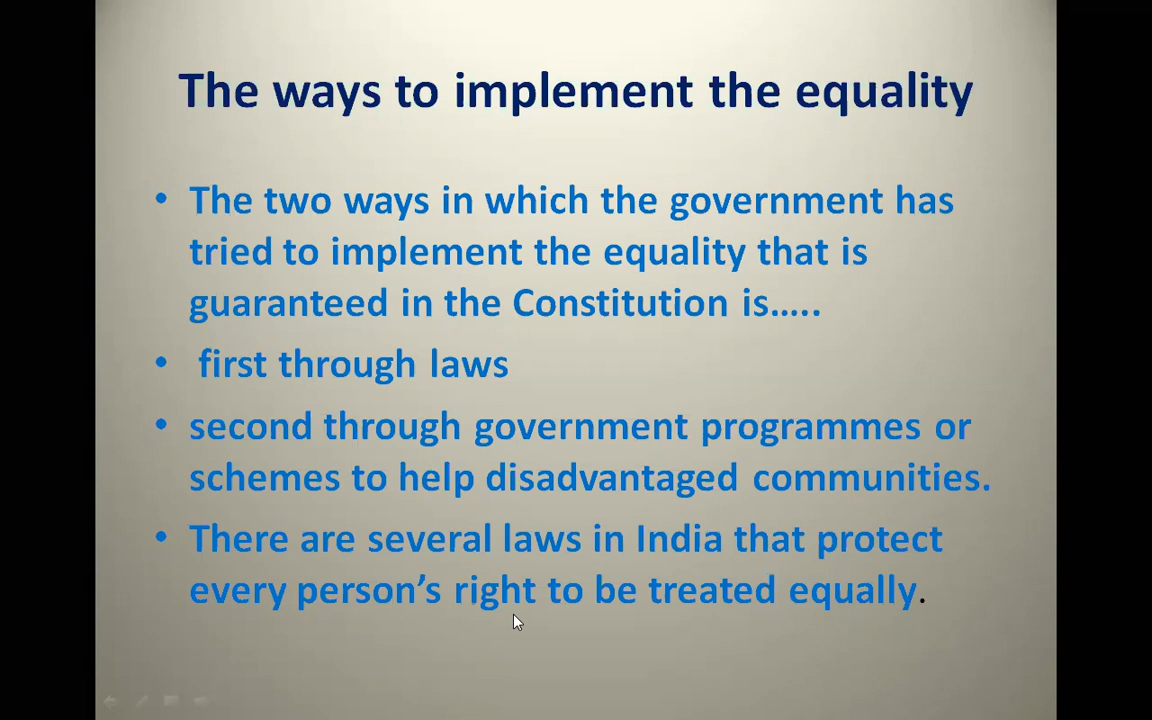 The ways to implement the equality
• The two ways in which the government has
tried to implement the equality that is
guaranteed in the Constitution is.....
• first through laws
• second through government programmes or
schemes to help disadvantaged communities.
• There are several laws in India that protect
every person’s right to be treated equally.